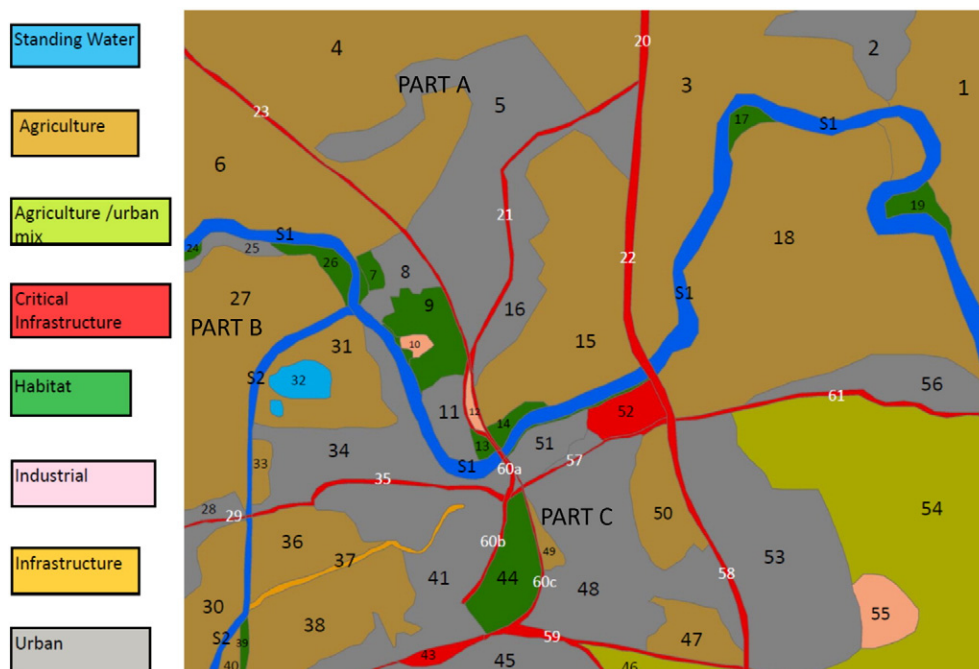 Standing Water
Agriculture
Agriculture /urban
mix
Critical
Infrastructure
Habitat
Industrial
Infrastructure
Urban
4
20
2
PART A
3
1
5
23
17
S1
6
21
19
24
25
S1
26
7
8
18
22
27
9
S1
16
PART B
31
10
15
S2
32
11
12
52
56
61
14
13
51
34
33
S1
60a
57
35
28
29
PART C
50
54
36
37
60b
53
41
44
49
60c
48
58
30
38
55
S2
39
59
47
43
40
45
46